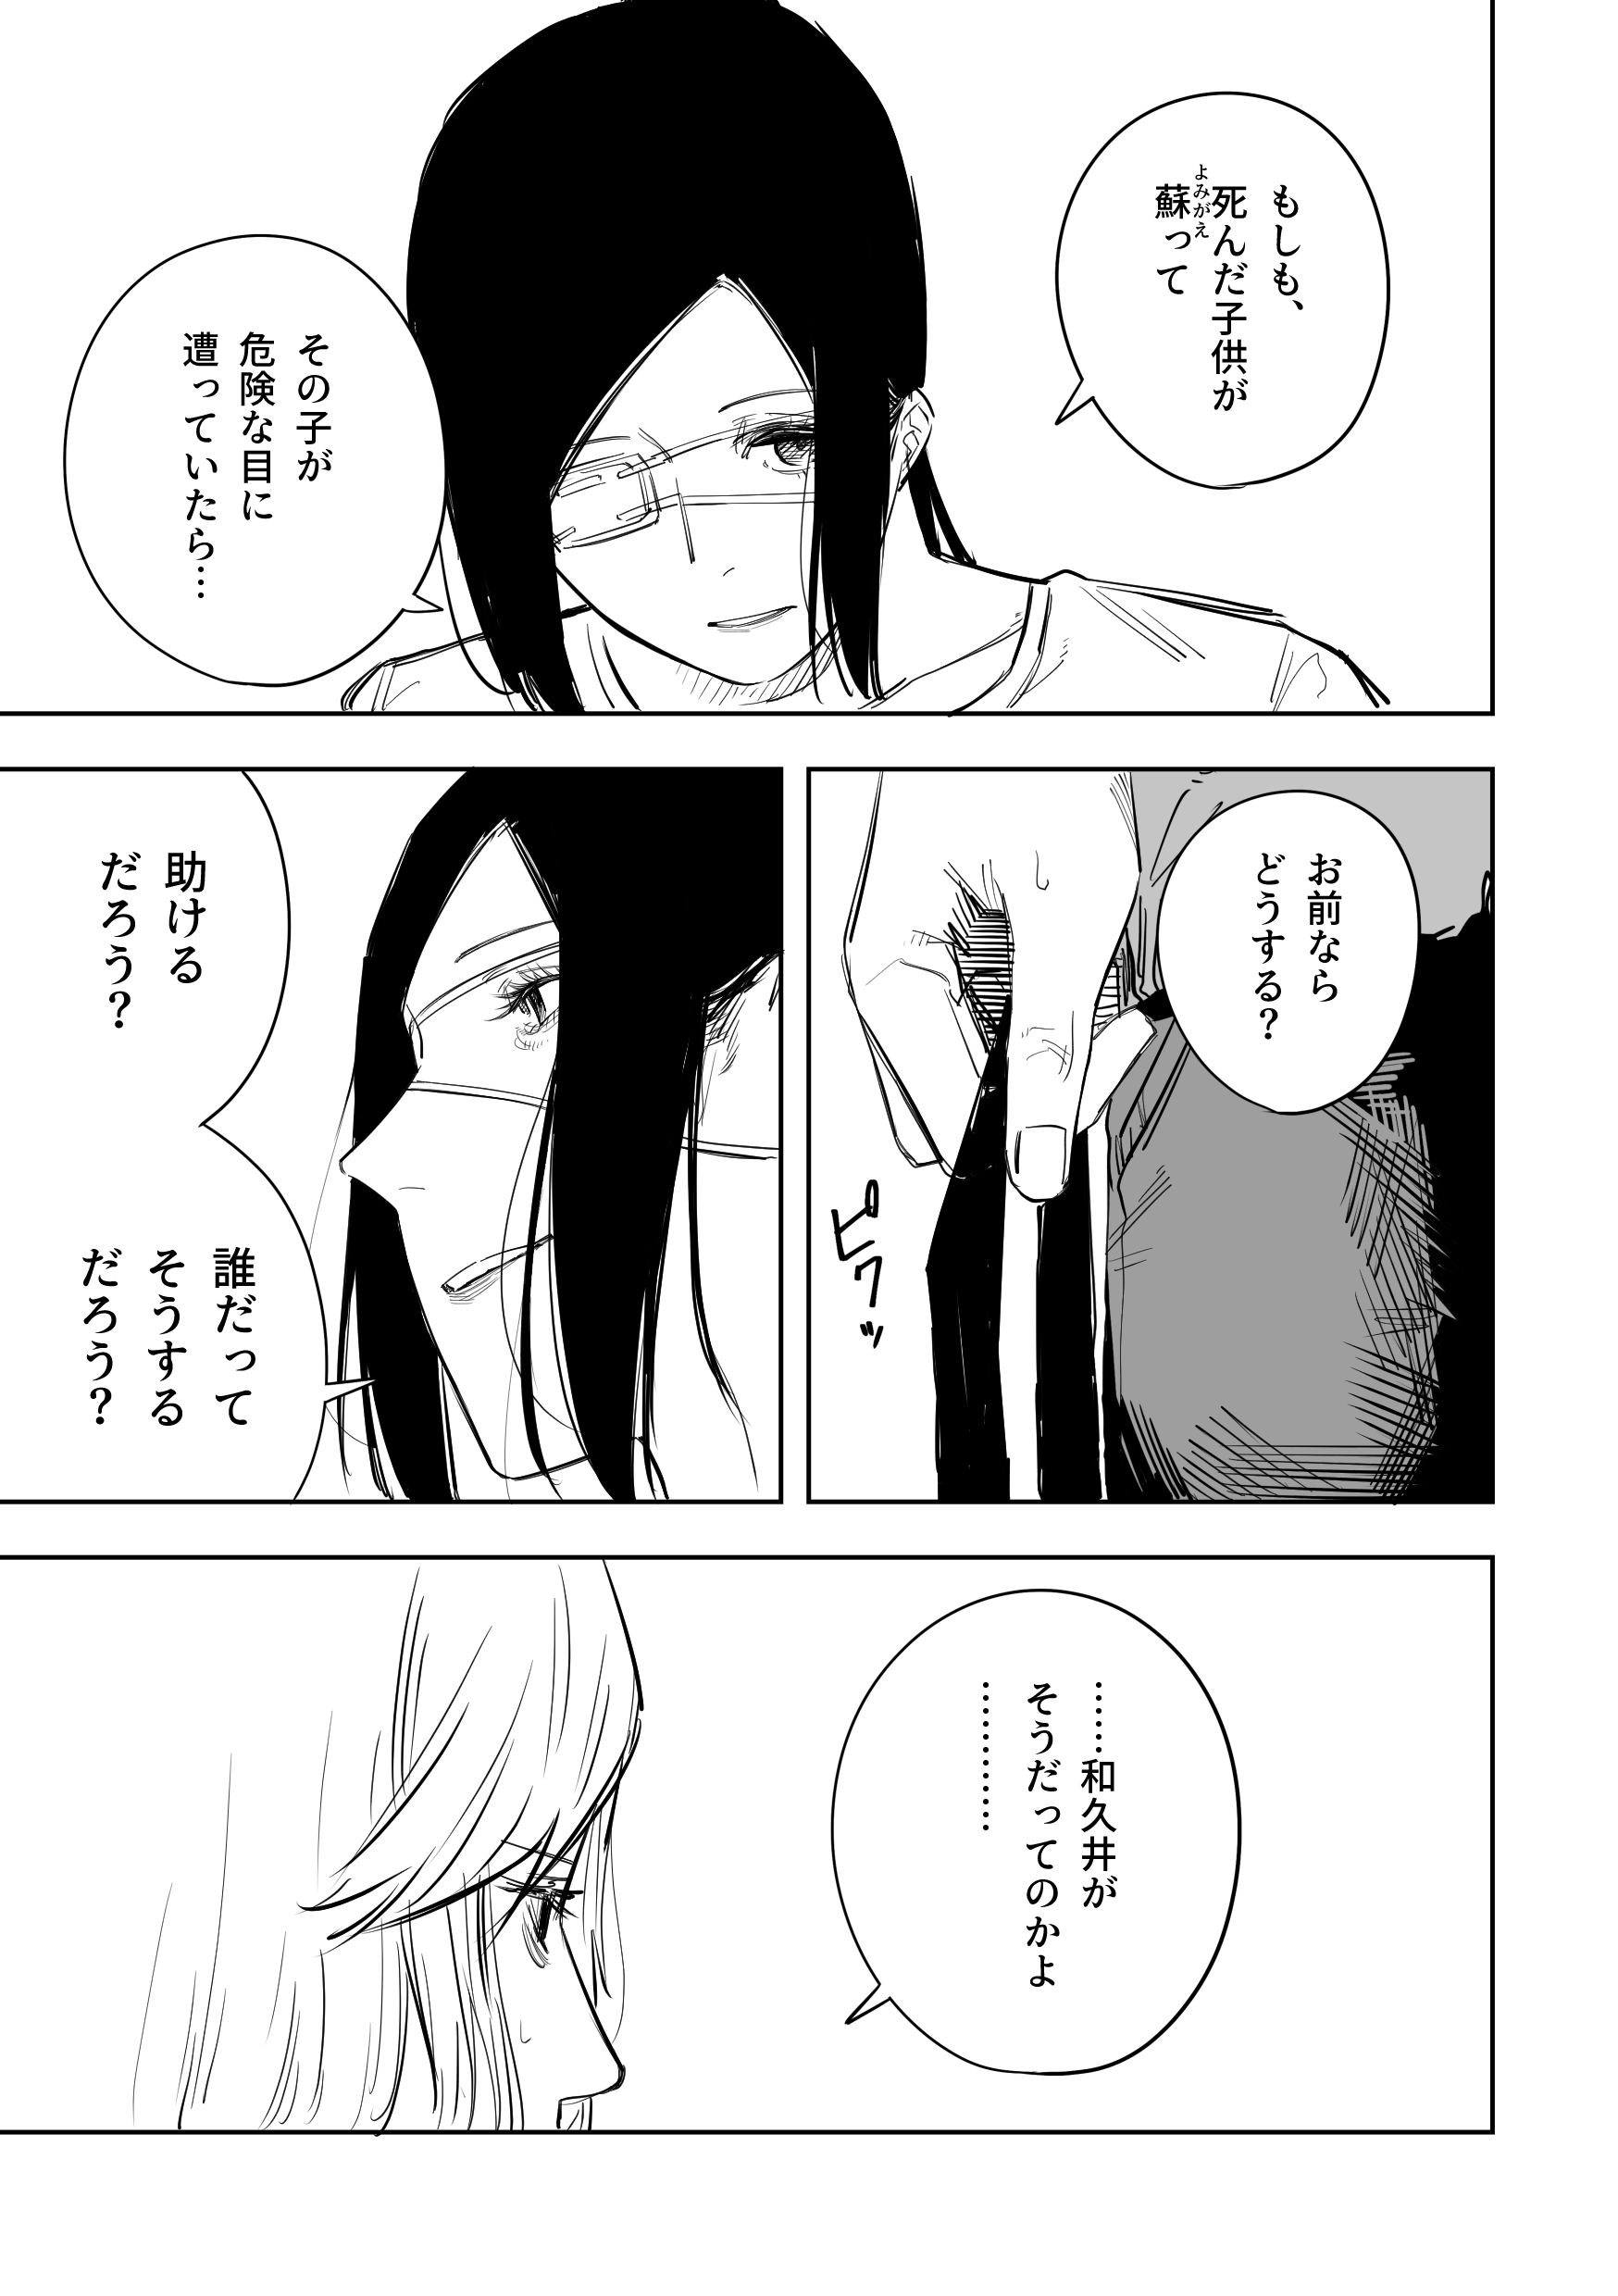 もしも、
死んだ子供が
よみがえ
蘇って
その子が
危険な目に
遭っていたら…
お前なら
どうする?
ピクッ
助ける
だろう?
誰だって
そうする
だろう?
……和久井が
そうだってのかよ
…………